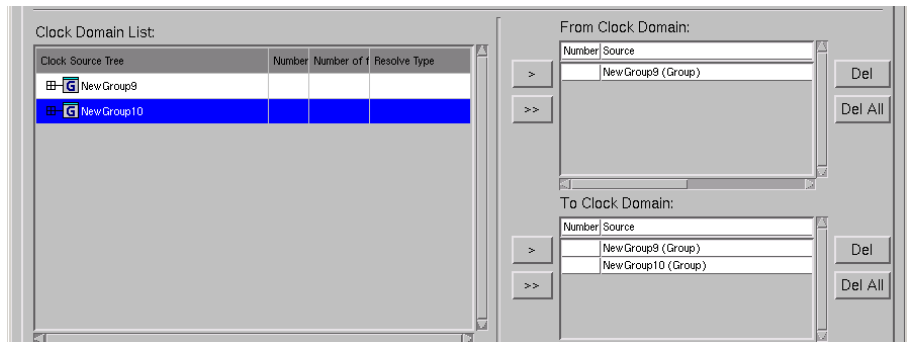 Clock Domain List:
Clock Source Tree Number Number of f Resolve Type
G NewGroup9
G NewGroup10
From Clock Domain:
Number Source
> NewGroup9 (Group) Del
>> Del All
To Clock Domain:
Number Source
> NewGroup9 (Group) Del
NewGroup10 (Group)
>> Del All